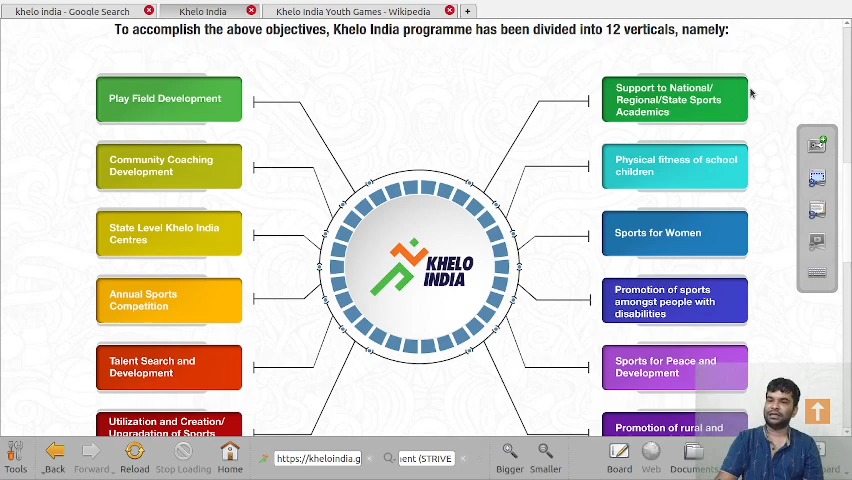 khelo india - Google Search
Khelo India
Khelo India Youth Games - Wikipedia
To accomplish the above objectives, Khelo India programme has been divided into 12 verticals, namely:
Play Field Development
Community Coaching
Development
State Level Khelo India
Centres
Annual Sports
Competition
Talent Search and
Development
Utilization and Creation/
Upgradation of Sports
KHELO
INDIA
Support to National/
Regional/State Sports
Academics
Physical fitness of school
children
Sports for Women
Promotion of sports
amongst people with
disabilities
Sports for Peace and
Development
Promotion of rural and
Tools
Back
Forward
Reload
Stop Loading
Home
https://kheloindia.g
ent (STRIVE
Bigger
Smaller
Board
Web
Documents